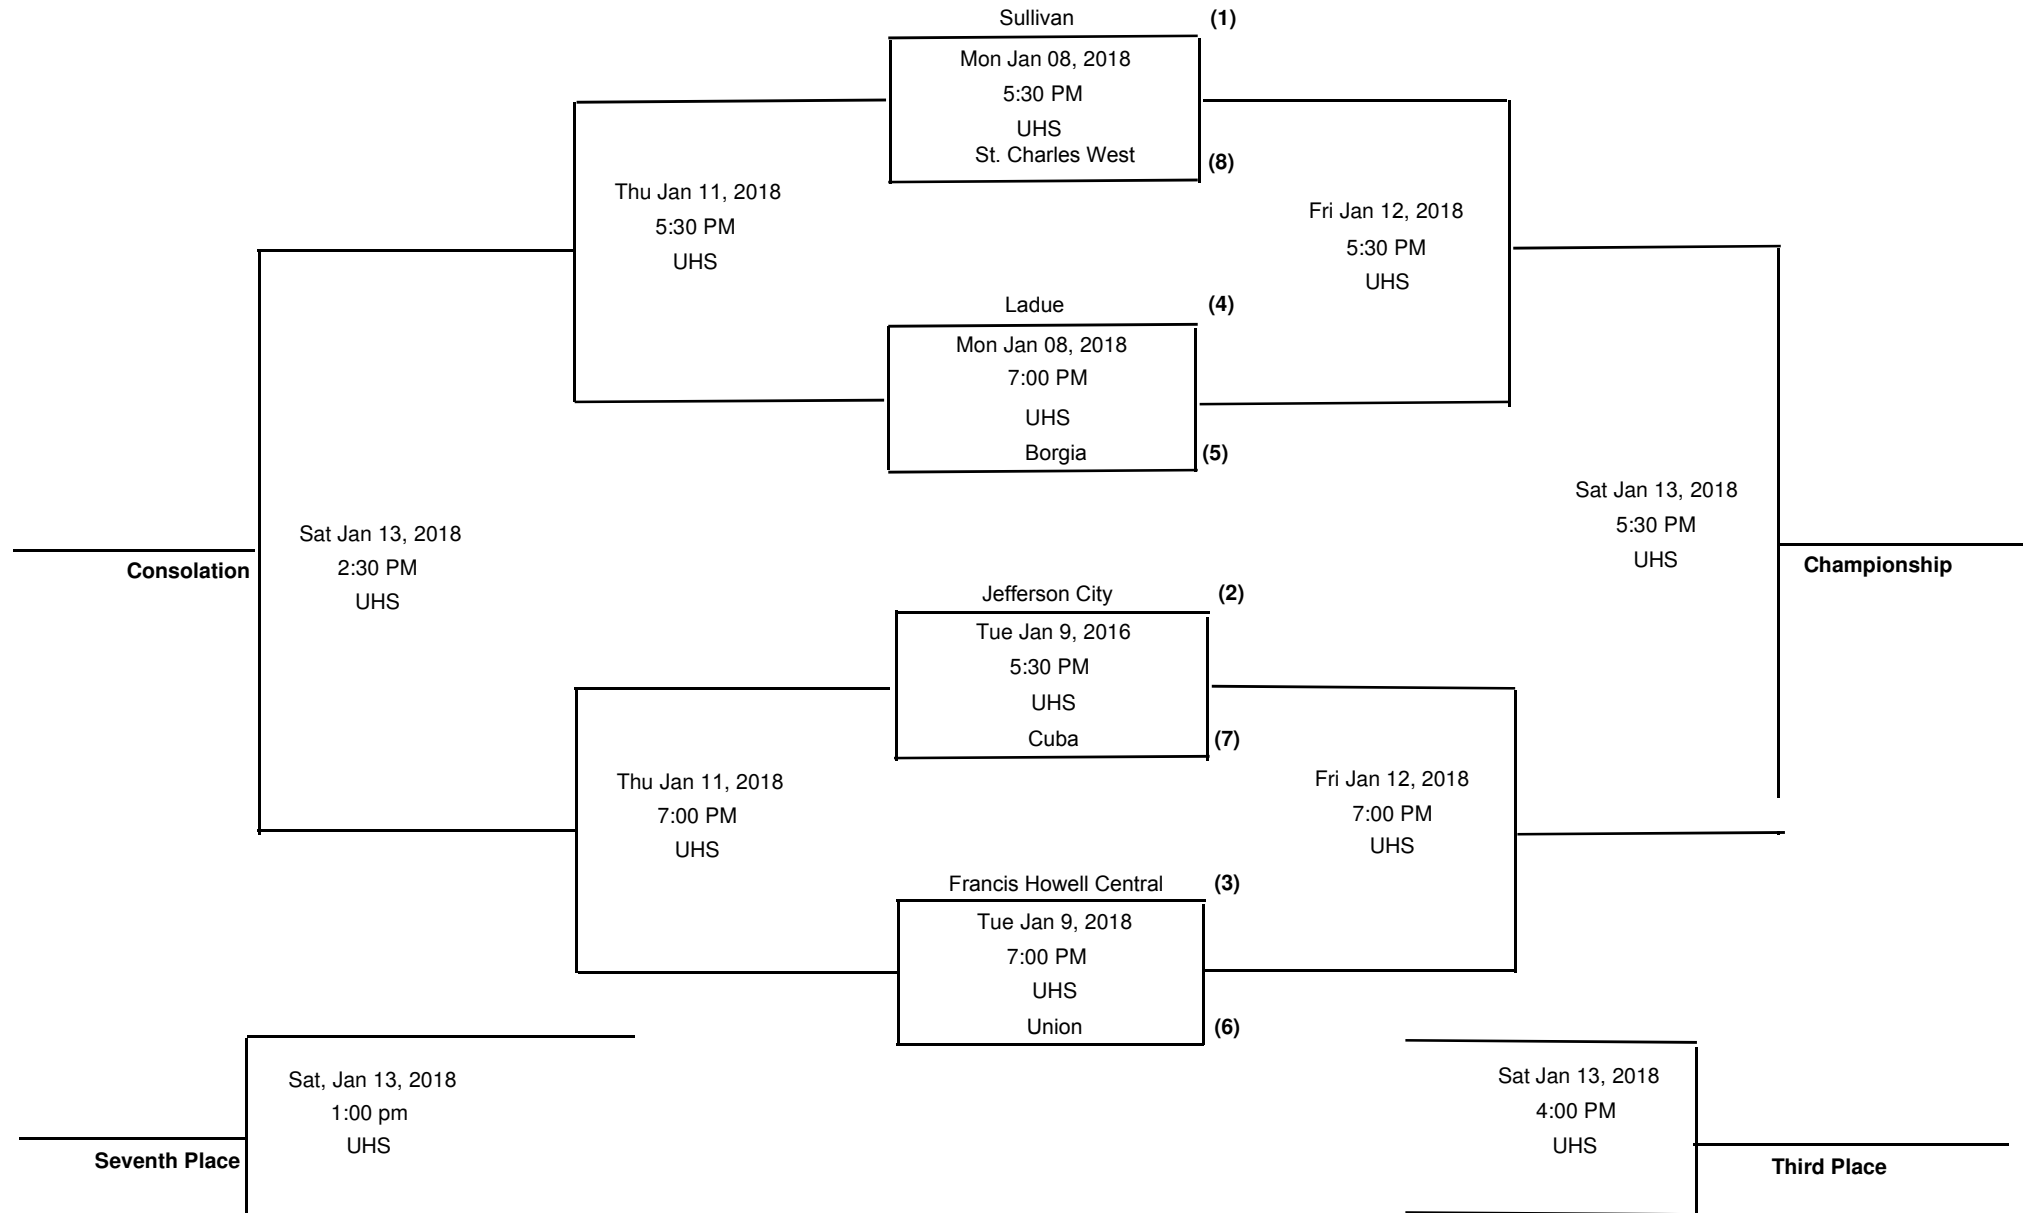 Sullivan (1)
Mon Jan 08, 2018
5:30 PM
UHS
St. Charles West (8)
Thu Jan 11, 2018
5:30 PM
UHS
Fri Jan 12, 2018
5:30 PM
UHS
Ladue (4)
Mon Jan 08, 2018
7:00 PM
UHS
Borgia (5)
Sat Jan 13, 2018
2:30 PM
UHS
Consolation
Sat Jan 13, 2018
5:30 PM
UHS
Championship
Jefferson City (2)
Tue Jan 9, 2016
5:30 PM
UHS
Cuba (7)
Thu Jan 11, 2018
7:00 PM
UHS
Fri Jan 12, 2018
7:00 PM
UHS
Francis Howell Central (3)
Tue Jan 9, 2018
7:00 PM
UHS
Union (6)
Sat, Jan 13, 2018
1:00 pm
UHS
Seventh Place
Sat Jan 13, 2018
4:00 PM
UHS
Third Place